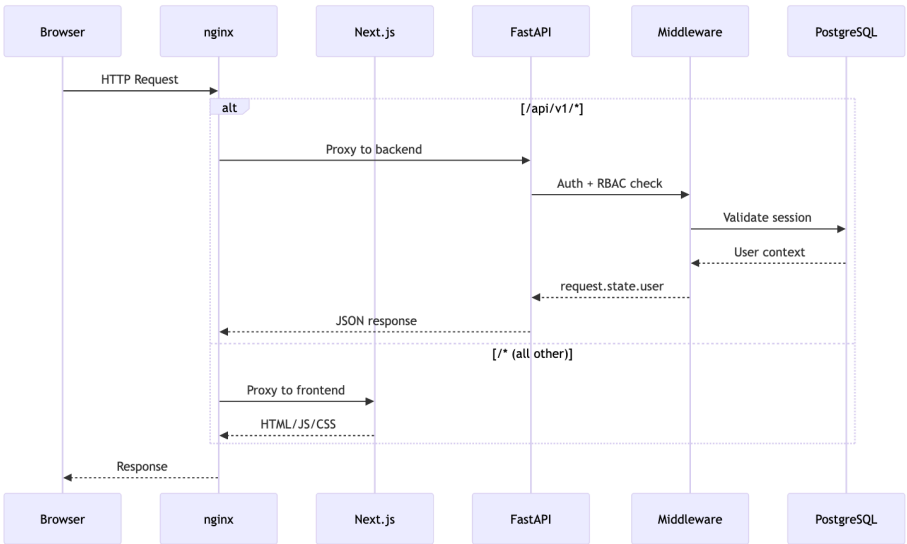 Browser
nginx
Next.js
FastAPI
Middleware
PostgreSQL
HTTP Request
alt
[/api/v1/*]
Proxy to backend
Auth + RBAC check
Validate session
User context
request.state.user
JSON response
[/* (all other)]
Proxy to frontend
HTML/JS/CSS
Response
Browser
nginx
Next.js
FastAPI
Middleware
PostgreSQL